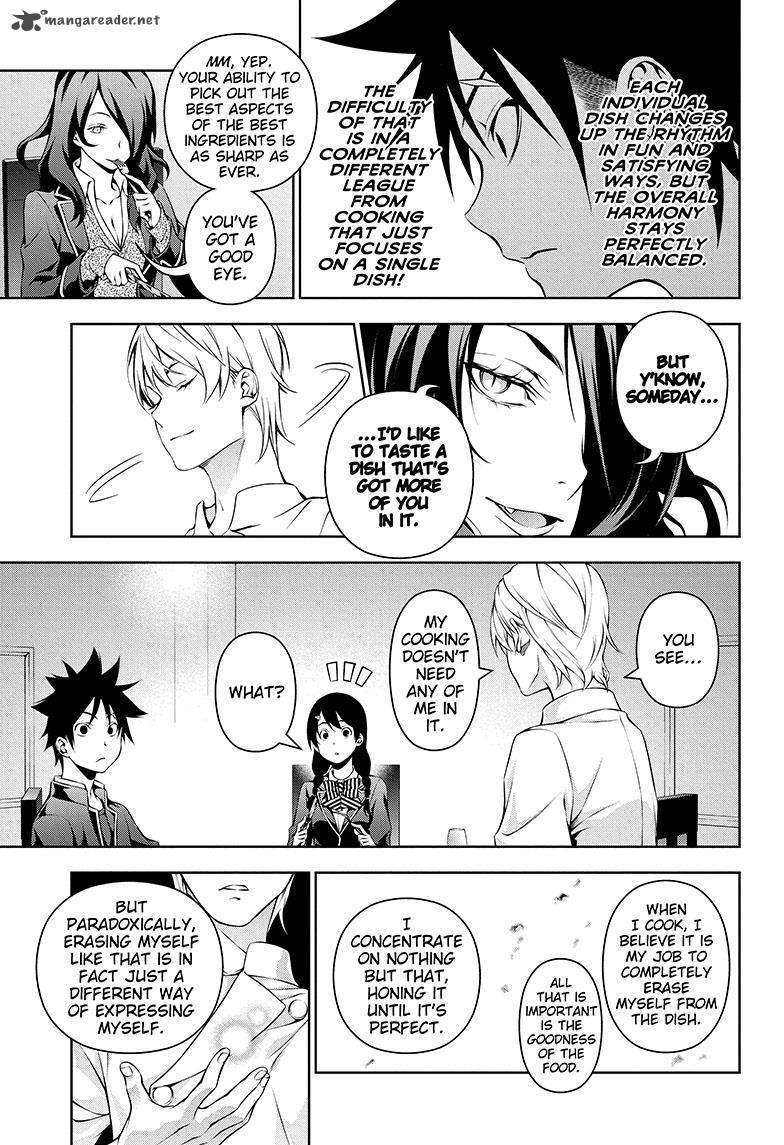 mangareader.net
EACH
INDIVIDUAL
DISH CHANGES
UP THE RHYTHM
IN FUN AND
SATISFYING
WAYS, BUT
THE OVERALL
HARMONY
STAYS
PERFECTLY
BALANCED.
THE
DIFFICULTY
OF THAT
IS IN A
COMPLETELY
DIFFERENT
LEAGUE
FROM
COOKING
THAT JUST
FOCUSES
ON A SINGLE
DISH!
MM, YEP.
YOUR ABILITY TO
PICK OUT THE
BEST ASPECTS
OF THE BEST
INGREDIENTS IS
AS SHARP AS
EVER.
YOU'VE
GOT A
GOOD
EYE.
BUT
Y'KNOW,
SOMEDAY...
...I'D LIKE
TO TASTE A
DISH THAT'S
GOT MORE
OF YOU
IN IT.
YOU
SEE...
MY
COOKING
DOESN'T
NEED
ANY OF
ME IN
IT.
WHAT?
WHEN
I COOK, I
BELIEVE IT IS
MY JOB TO
COMPLETELY
ERASE
MYSELF FROM
THE DISH.
ALL
THAT IS
IMPORTANT
IS THE
GOODNESS
OF THE
FOOD.
I
CONCENTRATE
ON NOTHING
BUT THAT,
HONING IT
UNTIL IT'S
PERFECT.
BUT
PARADOXICALLY,
ERASING MYSELF
LIKE THAT IS IN
FACT JUST A
DIFFERENT WAY
OF EXPRESSING
MYSELF.